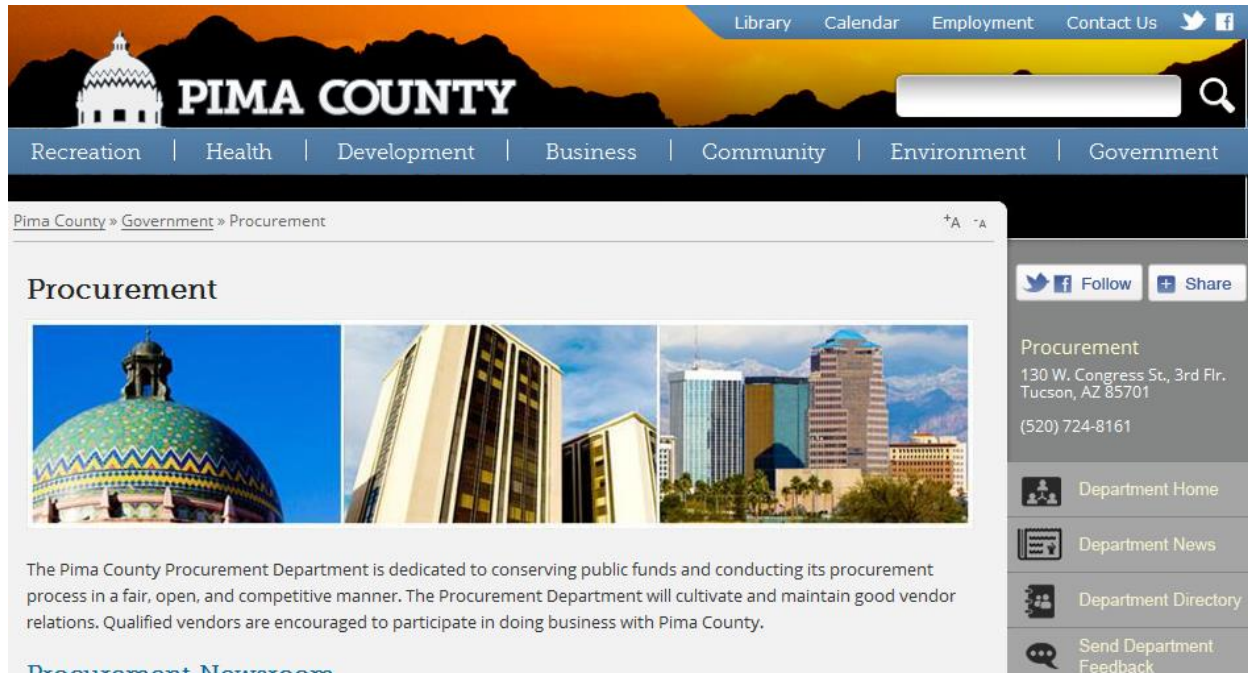 Library Calendar Employment Contact Us
PIMA COUNTY
Recreation | Health | Development | Business | Community | Environment | Government
Pima County » Government » Procurement
+A -A
Procurement
The Pima County Procurement Department is dedicated to conserving public funds and conducting its procurement
process in a fair, open, and competitive manner. The Procurement Department will cultivate and maintain good vendor
relations. Qualified vendors are encouraged to participate in doing business with Pima County.
Procurement Newsroom
Follow
Share
Procurement
130 W. Congress St., 3rd Flr.
Tucson, AZ 85701
(520) 724-8161
Department Home
Department News
Department Directory
Send Department
Feedback